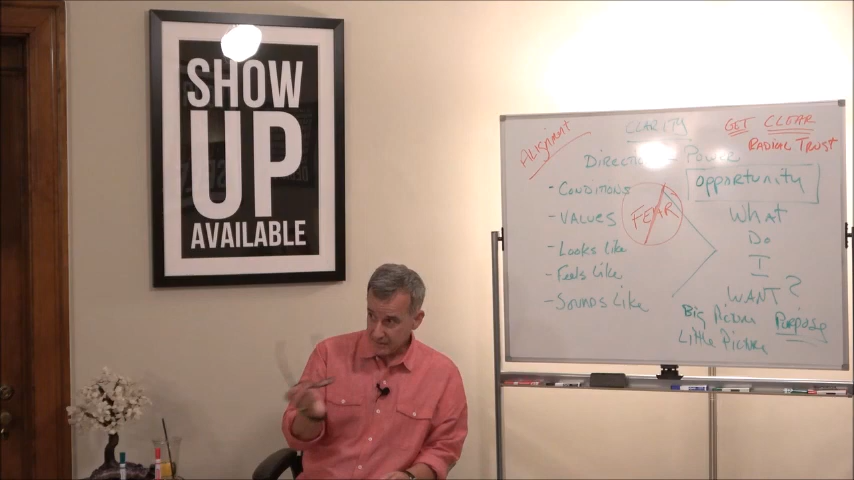 SHOW
UP
AVAILABLE
Alignment
CLARITY
GET CLEAR
RADICAL TRUST
DIRECTION - POWER
Opportunity
- CONDITIONS
- VALUES
- Looks Like
- Feels Like
- Sounds Like
FEAR
What
Do
I
WANT?
Big Picture Purpose
Little Picture